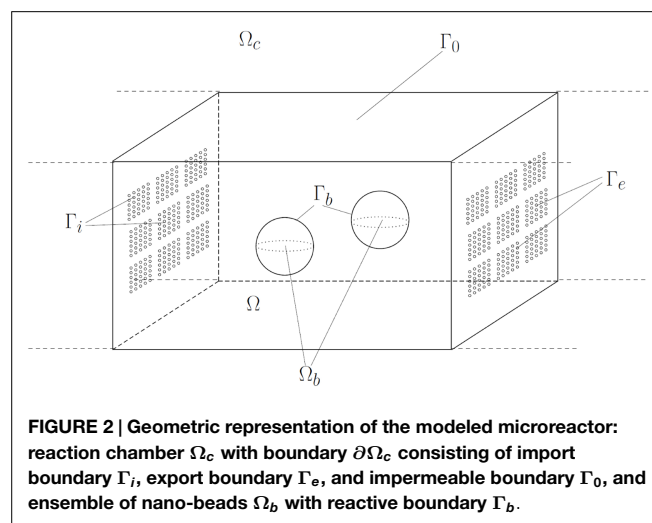 Ω_c
Γ_0
Γ_i
Γ_b
Γ_e
Ω
Ω_b
FIGURE 2 | Geometric representation of the modeled microreactor:
reaction chamber Ω_c with boundary ∂Ω_c consisting of import
boundary Γ_i, export boundary Γ_e, and impermeable boundary Γ_0, and
ensemble of nano-beads Ω_b with reactive boundary Γ_b.